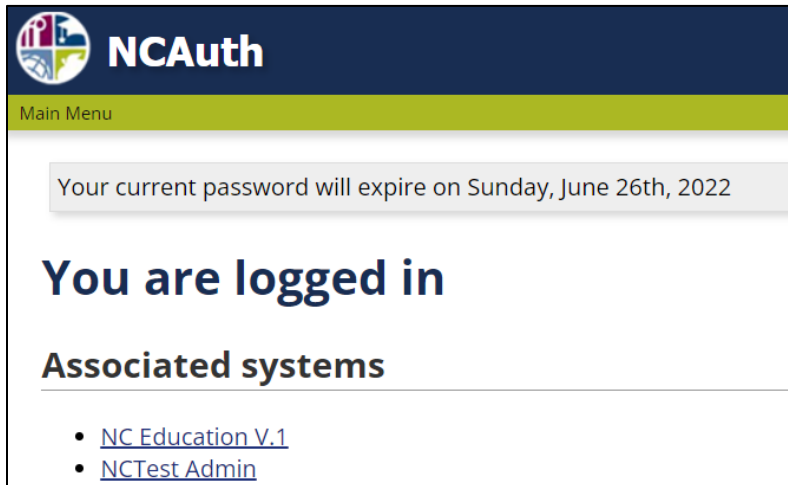 NCAuth
Main Menu
Your current password will expire on Sunday, June 26th, 2022
You are logged in
Associated systems
NC Education V.1
NCTest Admin